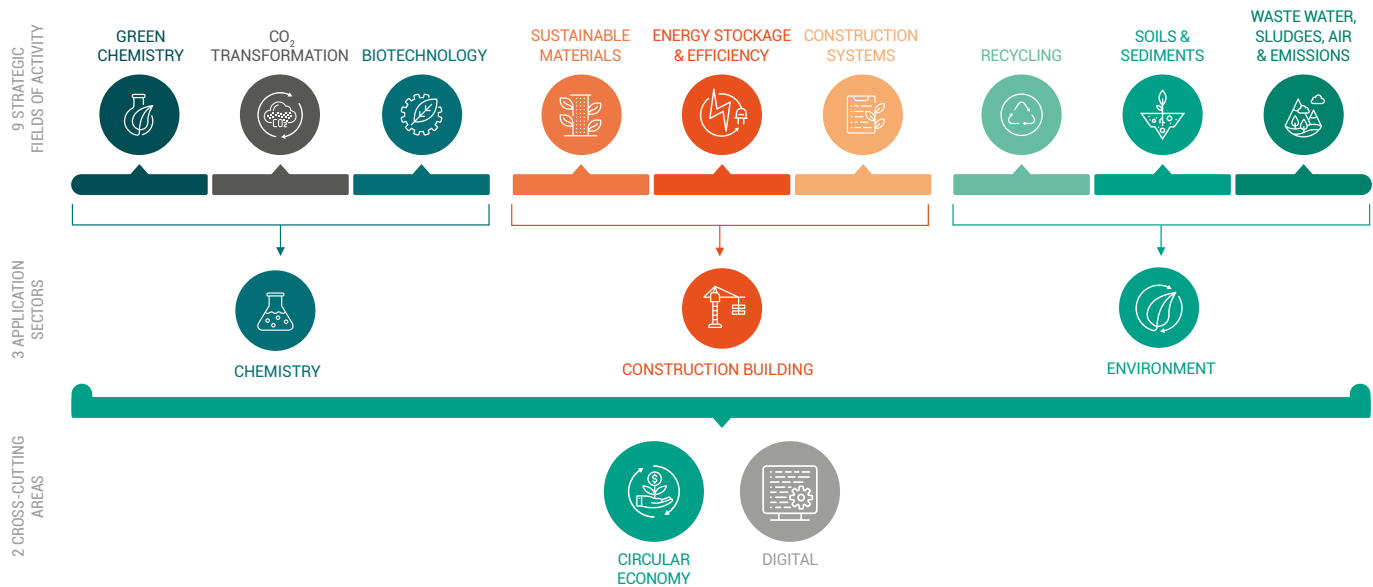 9 STRATEGIC
FIELDS OF ACTIVITY
GREEN
CHEMISTRY
CO2
TRANSFORMATION
BIOTECHNOLOGY
SUSTAINABLE
MATERIALS
ENERGY STOCKAGE
& EFFICIENCY
CONSTRUCTION
SYSTEMS
RECYCLING
SOILS &
SEDIMENTS
WASTE WATER,
SLUDGES, AIR
& EMISSIONS
CO2
3 APPLICATION
SECTORS
CHEMISTRY
CONSTRUCTION BUILDING
ENVIRONMENT
2 CROSS-CUTTING
AREAS
$
CIRCULAR
ECONOMY
DIGITAL